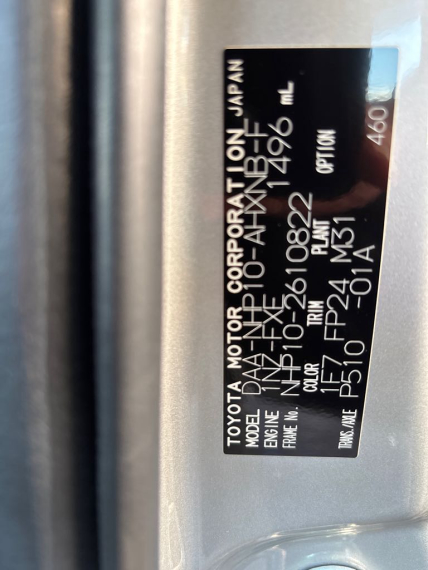 TOYOTA MOTOR CORPORATION JAPAN
MODEL DAA-NHP10-AHXNB-F
ENGINE 1NZ-FXE 1496 mL
FRAME No. NHP10-2610822
COLOR TRIM PLANT OPTION
1F7 FP24 M31
TRANS./AXLE P510 -01A 460